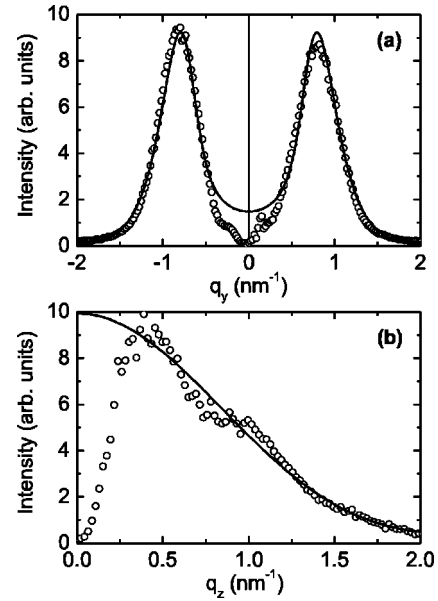 (a)
Intensity (arb. units)
10
8
6
4
2
0
-2 -1 0 1 2
q_y (nm⁻¹)
(b)
Intensity (arb. units)
10
8
6
4
2
0
0.0 0.5 1.0 1.5 2.0
q_z (nm⁻¹)